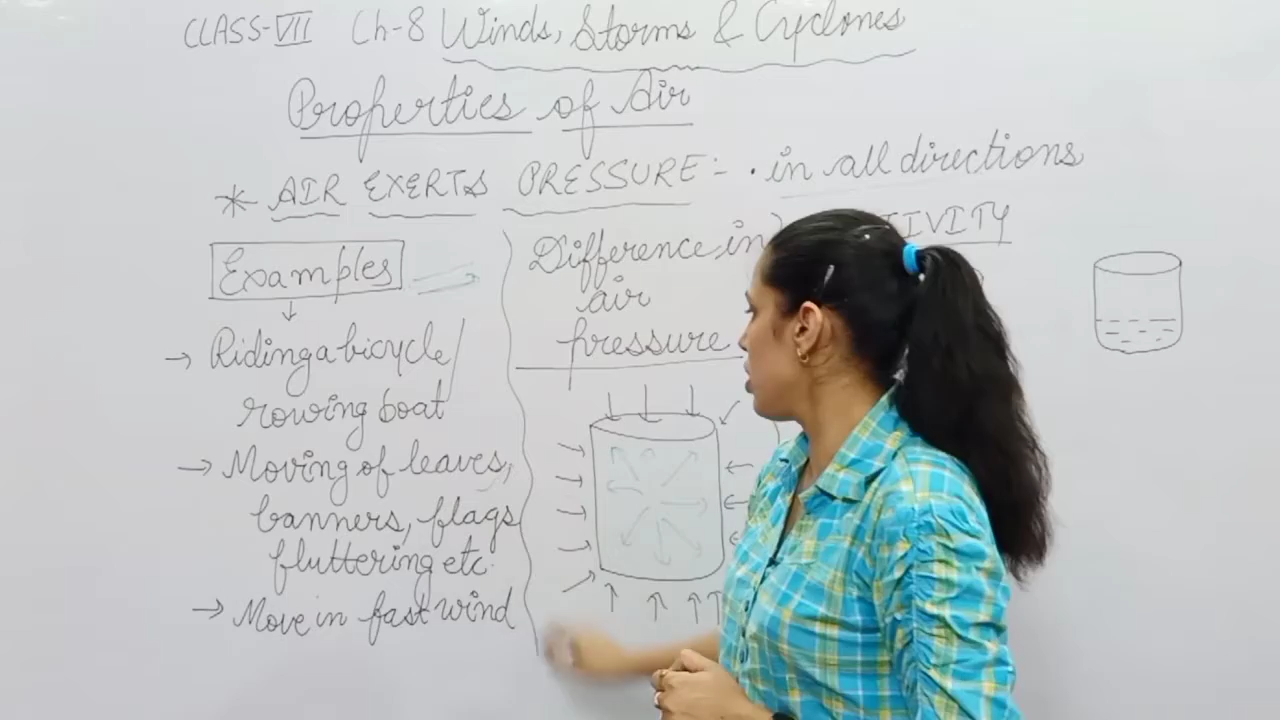 CLASS-VII Ch-8 Winds, Storms & Cyclones
Properties of Air
* AIR EXERTS PRESSURE:- • in all directions
Examples
→ Riding a bicycle/
rowing boat
→ Moving of leaves,
banners, flags
fluttering etc.
→ Move in fast wind
Difference in
air
pressure